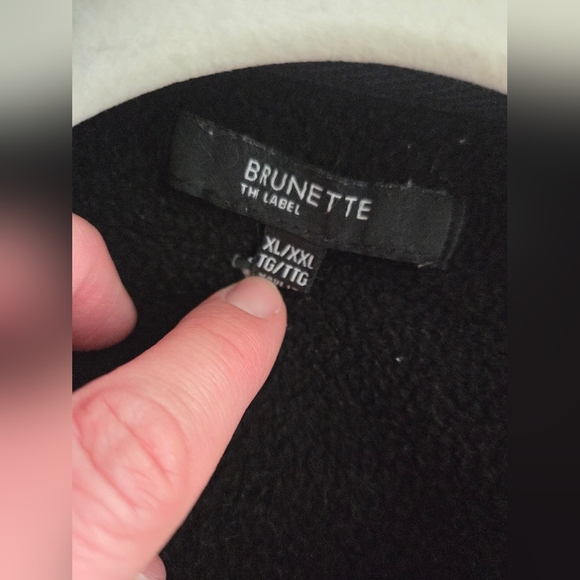 BRUNETTE
THE LABEL
XL/XXL
TG/TTG